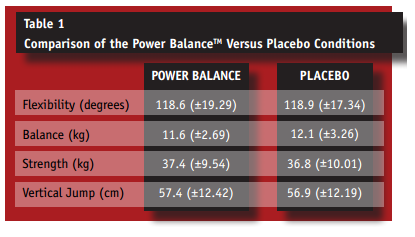 Table 1
Comparison of the Power Balance™ Versus Placebo Conditions
POWER BALANCE PLACEBO
Flexibility (degrees) 118.6 (±19.29) 118.9 (±17.34)
Balance (kg) 11.6 (±2.69) 12.1 (±3.26)
Strength (kg) 37.4 (±9.54) 36.8 (±10.01)
Vertical Jump (cm) 57.4 (±12.42) 56.9 (±12.19)